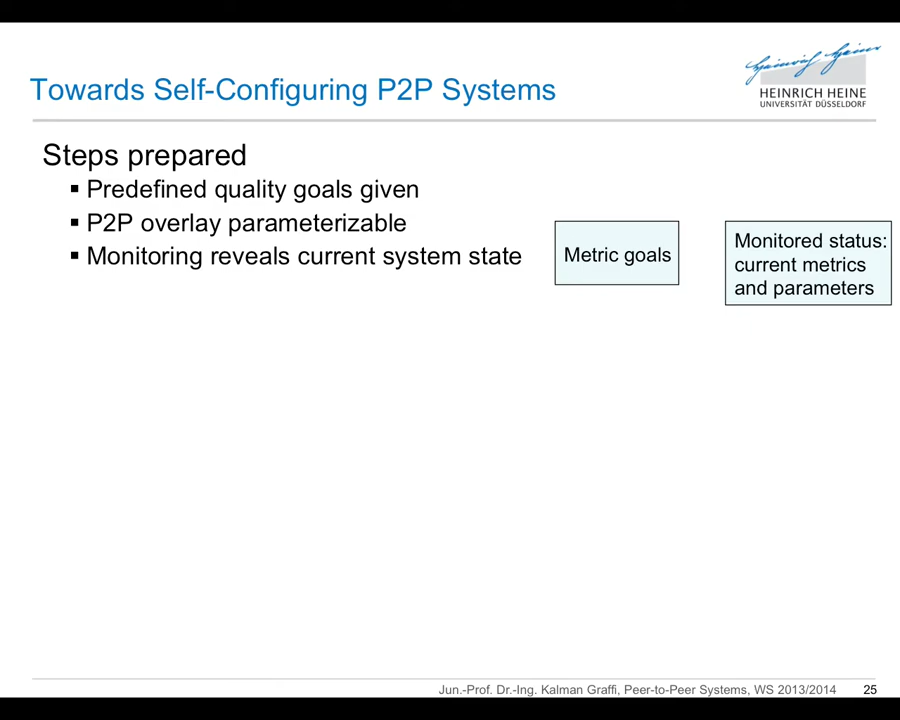 Heinrich Heine
HEINRICH HEINE
UNIVERSITÄT DÜSSELDORF
Towards Self-Configuring P2P Systems
Steps prepared
▪ Predefined quality goals given
▪ P2P overlay parameterizable
▪ Monitoring reveals current system state
Metric goals
Monitored status:
current metrics
and parameters
Jun.-Prof. Dr.-Ing. Kalman Graffi, Peer-to-Peer Systems, WS 2013/2014 25